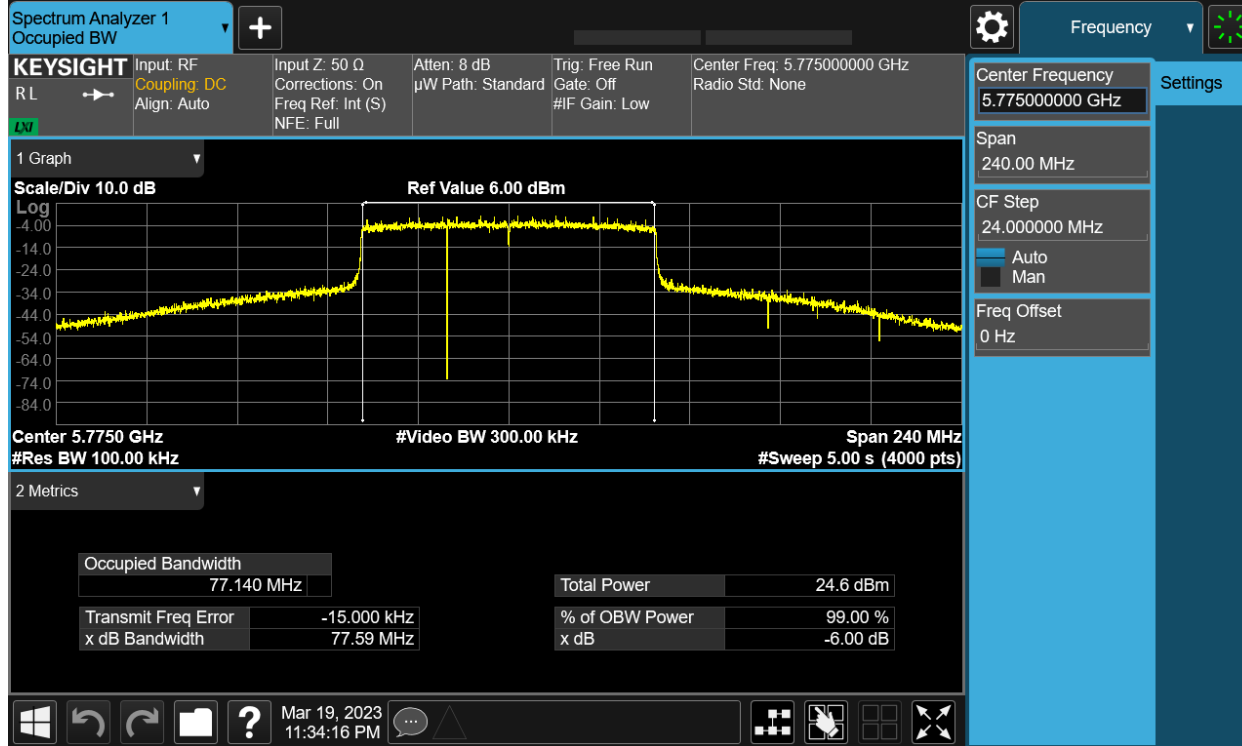 Spectrum Analyzer 1
Occupied BW
Frequency
KEYSIGHT
R L
LXI
Input: RF
Coupling: DC
Align: Auto
Input Z: 50 Ω
Corrections: On
Freq Ref: Int (S)
NFE: Full
Atten: 8 dB
µW Path: Standard
Trig: Free Run
Gate: Off
#IF Gain: Low
Center Freq: 5.775000000 GHz
Radio Std: None
Center Frequency
5.775000000 GHz
Settings
Span
240.00 MHz
CF Step
24.000000 MHz
Auto
Man
Freq Offset
0 Hz
1 Graph
Scale/Div 10.0 dB
Ref Value 6.00 dBm
Log
-4.00
-14.0
-24.0
-34.0
-44.0
-54.0
-64.0
-74.0
-84.0
Center 5.7750 GHz
#Video BW 300.00 kHz
Span 240 MHz
#Res BW 100.00 kHz
#Sweep 5.00 s (4000 pts)
2 Metrics
Occupied Bandwidth
77.140 MHz
Total Power 24.6 dBm
Transmit Freq Error -15.000 kHz
% of OBW Power 99.00 %
x dB Bandwidth 77.59 MHz
x dB -6.00 dB
?
Mar 19, 2023
11:34:16 PM